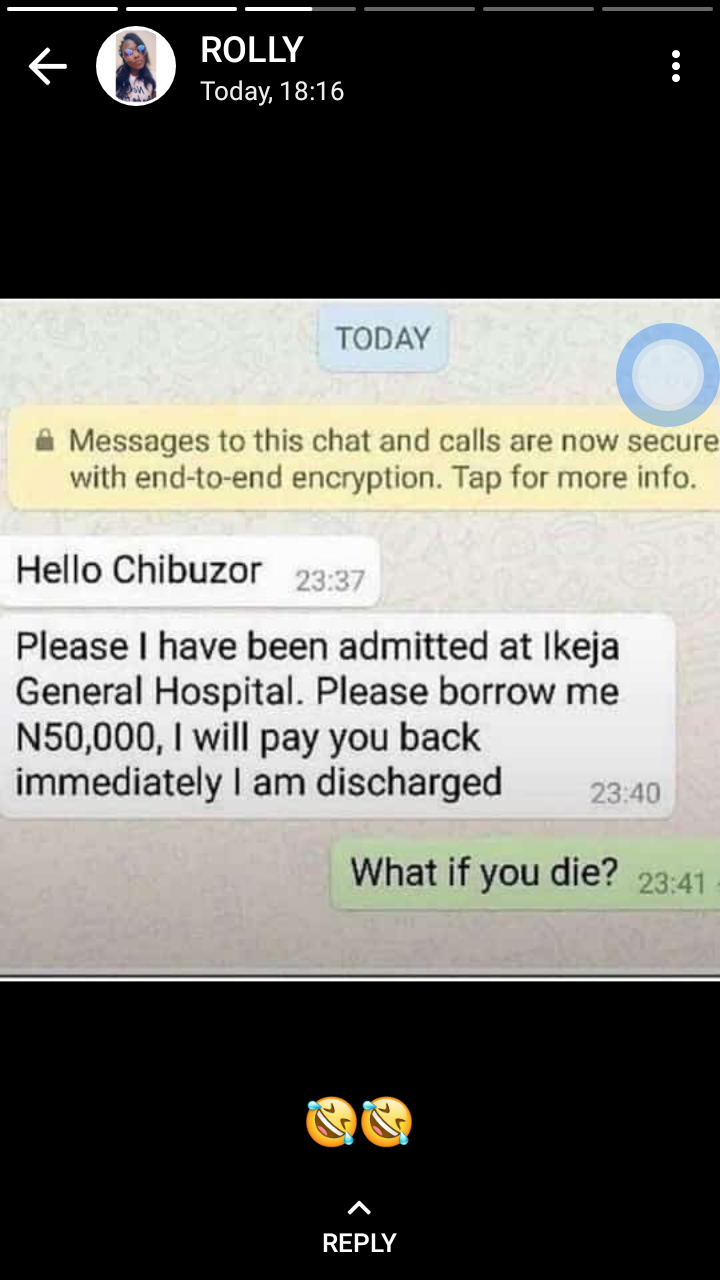 ROLLY
Today, 18:16
TODAY
Messages to this chat and calls are now secure
with end-to-end encryption. Tap for more info.
Hello Chibuzor 23:37
Please I have been admitted at Ikeja
General Hospital. Please borrow me
N50,000, I will pay you back
immediately I am discharged 23:40
What if you die? 23:41
🤣🤣
REPLY